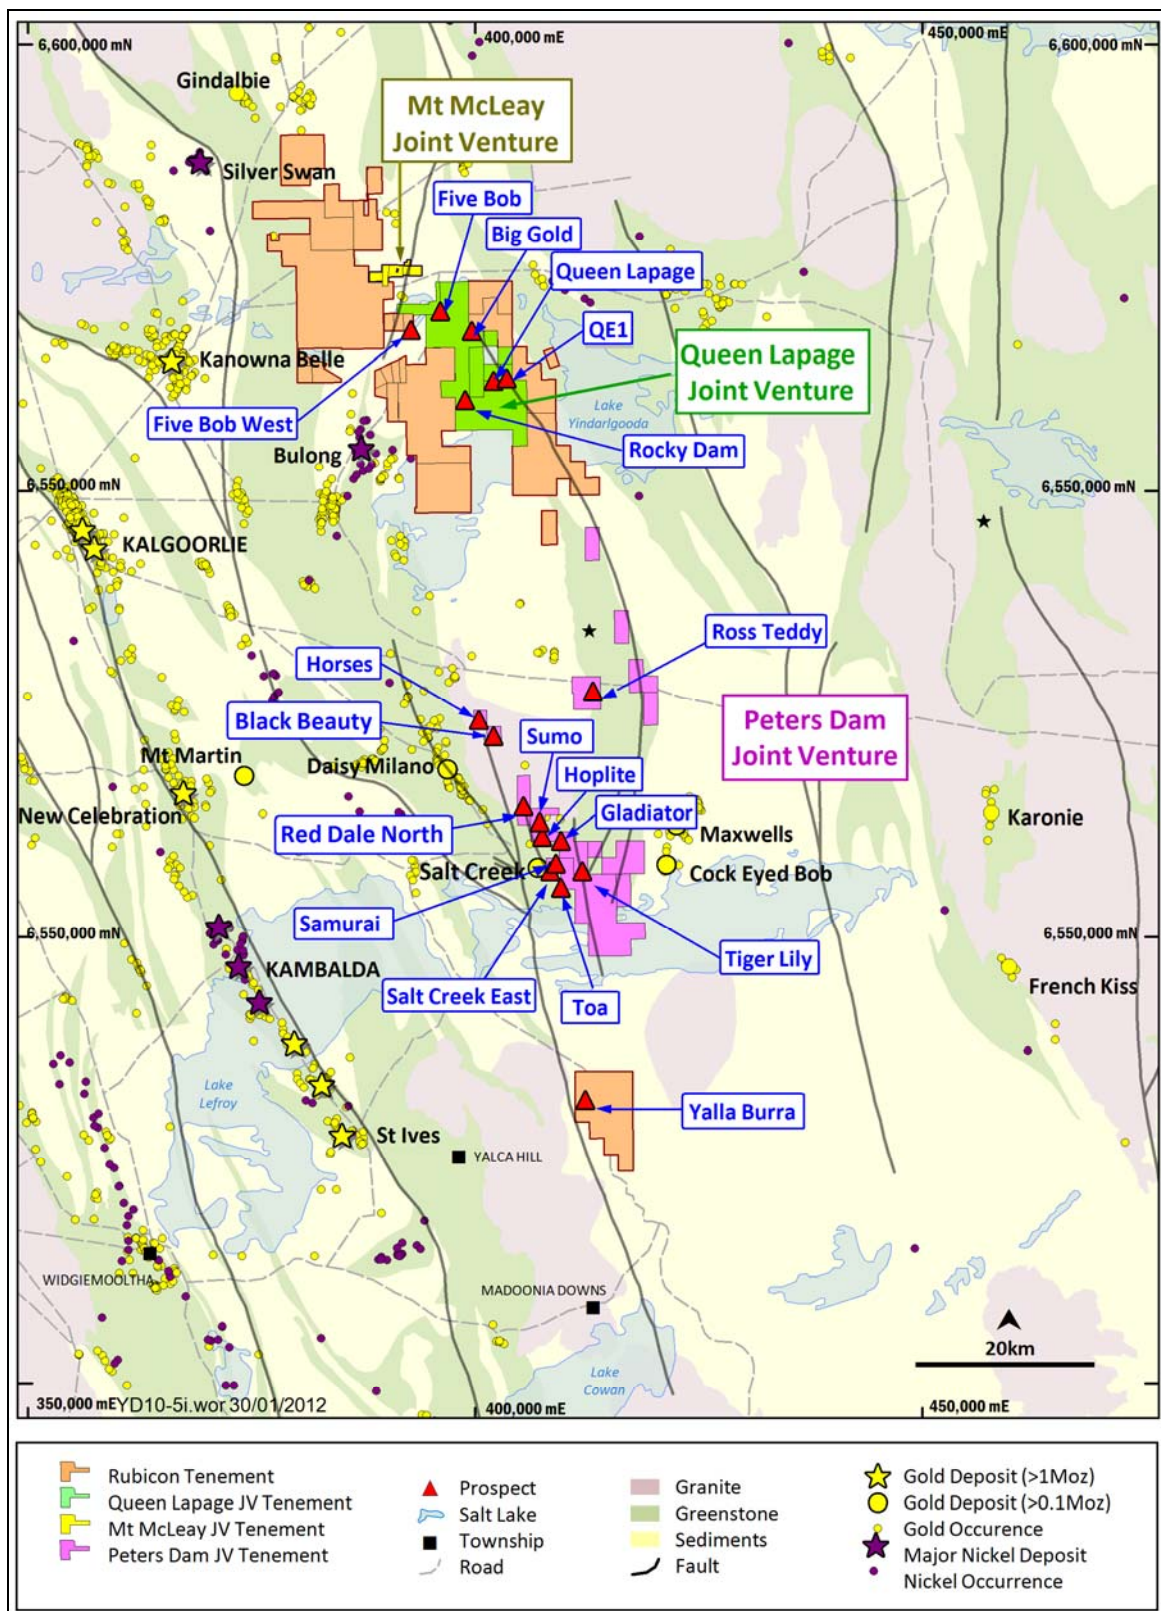 6,600,000 mN
400,000 mE
450,000 mE
6,600,000 mN
Gindalbie
Mt McLeay
Joint Venture
Silver Swan
Five Bob
Big Gold
Queen Lapage
QE1
Kanowna Belle
Queen Lapage
Joint Venture
Lake
Yindarlgooda
Five Bob West
Rocky Dam
Bulong
6,550,000 mN
6,550,000 mN
KALGOORLIE
Ross Teddy
Horses
Black Beauty
Peters Dam
Joint Venture
Sumo
Mt Martin
Daisy Milano
Hoplite
Gladiator
New Celebration
Red Dale North
Maxwells
Karonie
Salt Creek
Cock Eyed Bob
Samurai
6,550,000 mN
6,550,000 mN
Tiger Lily
KAMBALDA
Salt Creek East
Toa
French Kiss
Lake
Lefroy
Yalla Burra
St Ives
YALCA HILL
WIDGIEMOOLTHA
MADOONIA DOWNS
20km
Lake
Cowan
350,000 mE
YD10-5i.wor 30/01/2012
400,000 mE
450,000 mE
Rubicon Tenement
Queen Lapage JV Tenement
Mt McLeay JV Tenement
Peters Dam JV Tenement
Prospect
Salt Lake
Township
Road
Granite
Greenstone
Sediments
Fault
Gold Deposit (>1Moz)
Gold Deposit (>0.1Moz)
Gold Occurence
Major Nickel Deposit
Nickel Occurrence